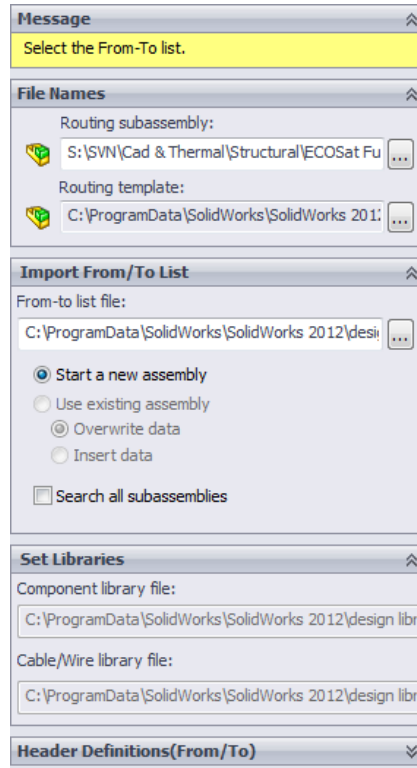 Message
Select the From-To list.
File Names
Routing subassembly:
S:\SVN\Cad & Thermal\Structural\ECOSat Fu
...
Routing template:
C:\ProgramData\SolidWorks\SolidWorks 201
...
Import From/To List
From-to list file:
C:\ProgramData\SolidWorks\SolidWorks 2012\desi
...
Start a new assembly
Use existing assembly
Overwrite data
Insert data
Search all subassemblies
Set Libraries
Component library file:
C:\ProgramData\SolidWorks\SolidWorks 2012\design libr
Cable/Wire library file:
C:\ProgramData\SolidWorks\SolidWorks 2012\design libr
Header Definitions(From/To)